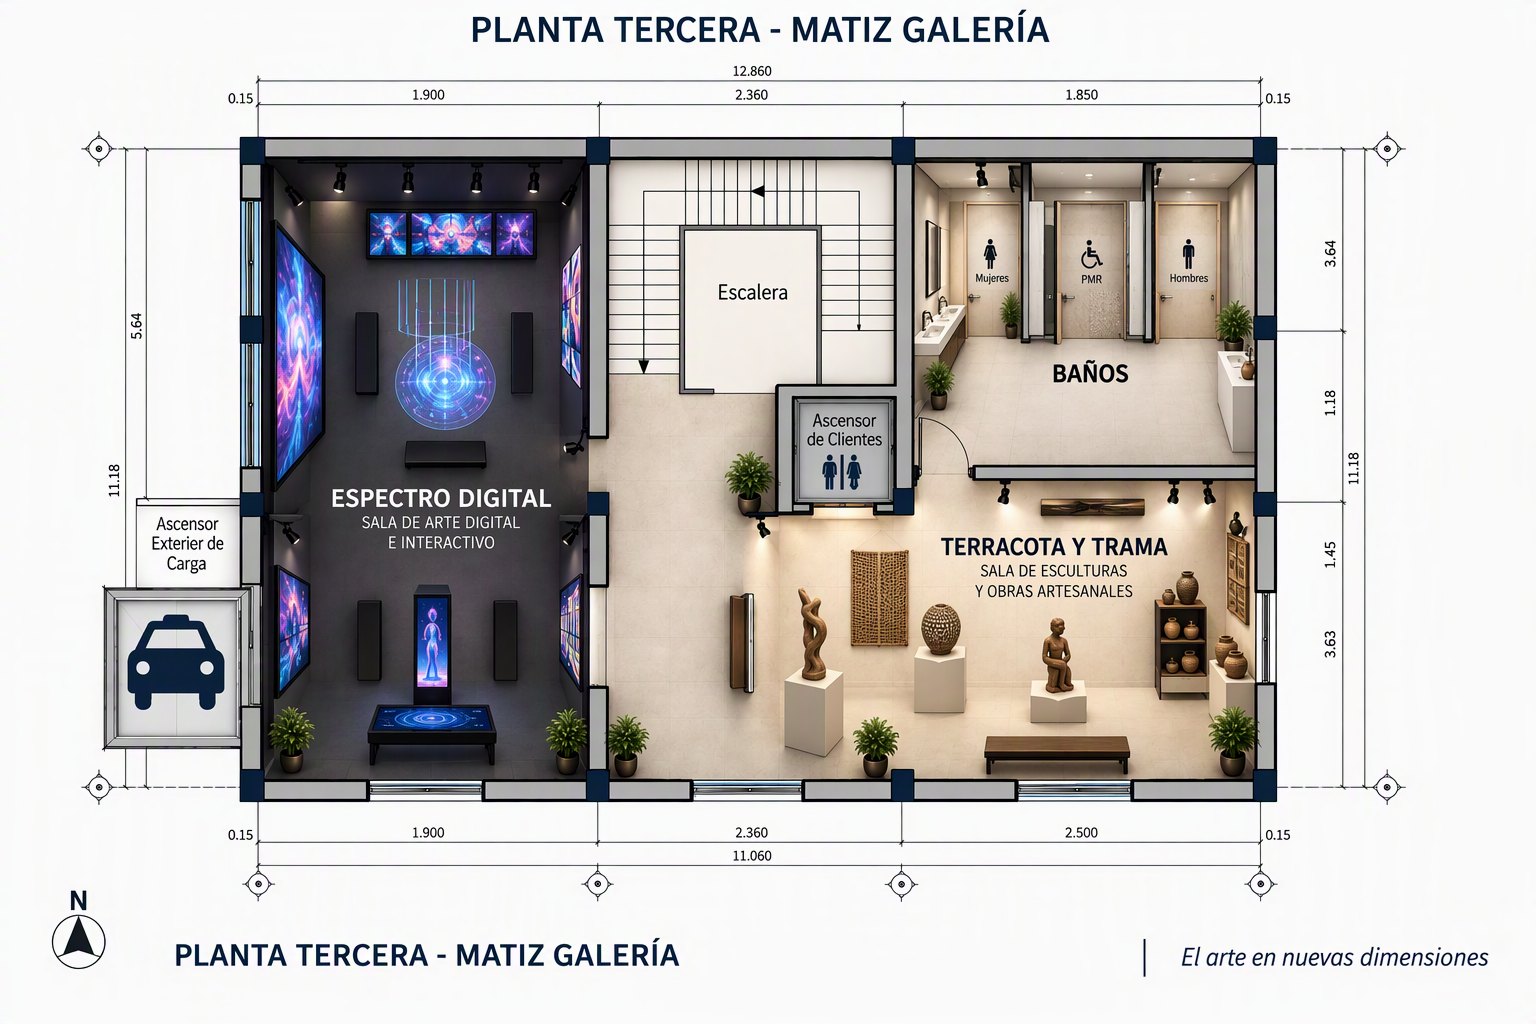 PLANTA TERCERA - MATIZ GALERÍA
12.860
0.15
1.900
2.360
1.850
0.15
5.64
11.18
3.64
1.18
11.18
1.45
3.63
Escalera
Mujeres
PMR
Hombres
BAÑOS
Ascensor
de Clientes
ESPECTRO DIGITAL
SALA DE ARTE DIGITAL
E INTERACTIVO
Ascensor
Exterier de
Carga
TERRACOTA Y TRAMA
SALA DE ESCULTURAS
Y OBRAS ARTESANALES
0.15
1.900
2.360
2.500
0.15
11.060
N
PLANTA TERCERA - MATIZ GALERÍA
El arte en nuevas dimensiones